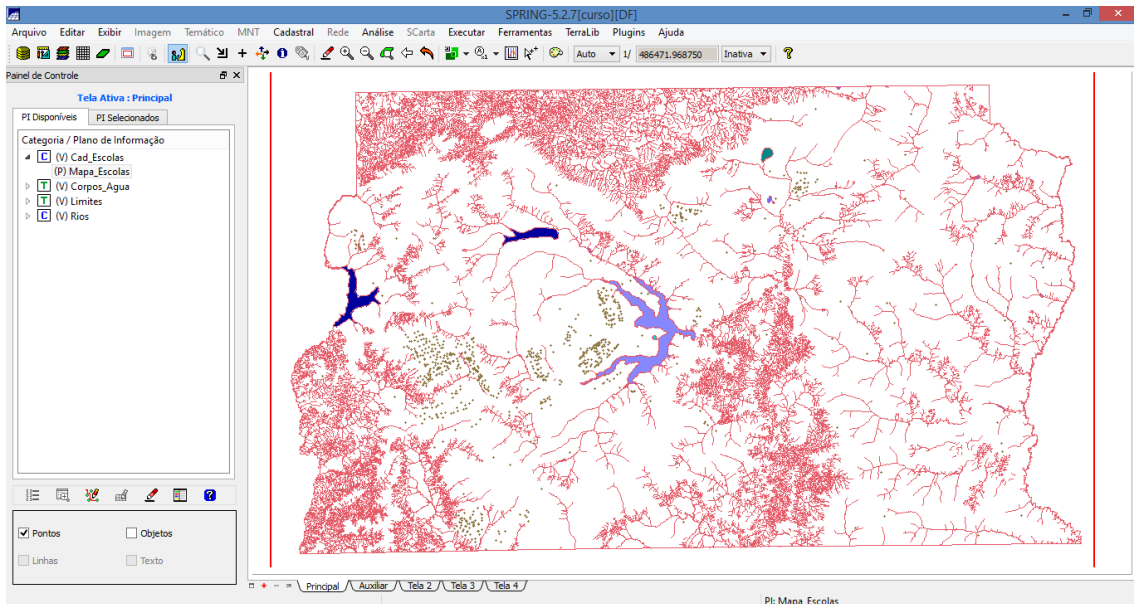 SPRING-5.2.7[curso][DF]
Arquivo Editar Exibir Imagem Temático MNT Cadastral Rede Análise SCarta Executar Ferramentas TerraLib Plugins Ajuda
Auto 1/ 486471.968750 Inativa ?
Painel de Controle
Tela Ativa : Principal
PI Disponíveis PI Selecionados
Categoria / Plano de Informação
C (V) Cad_Escolas
(P) Mapa_Escolas
T (V) Corpos_Agua
T (V) Limites
C (V) Rios
Pontos Objetos
Linhas Texto
Principal Auxiliar Tela 2 Tela 3 Tela 4
PI: Mapa_Escolas